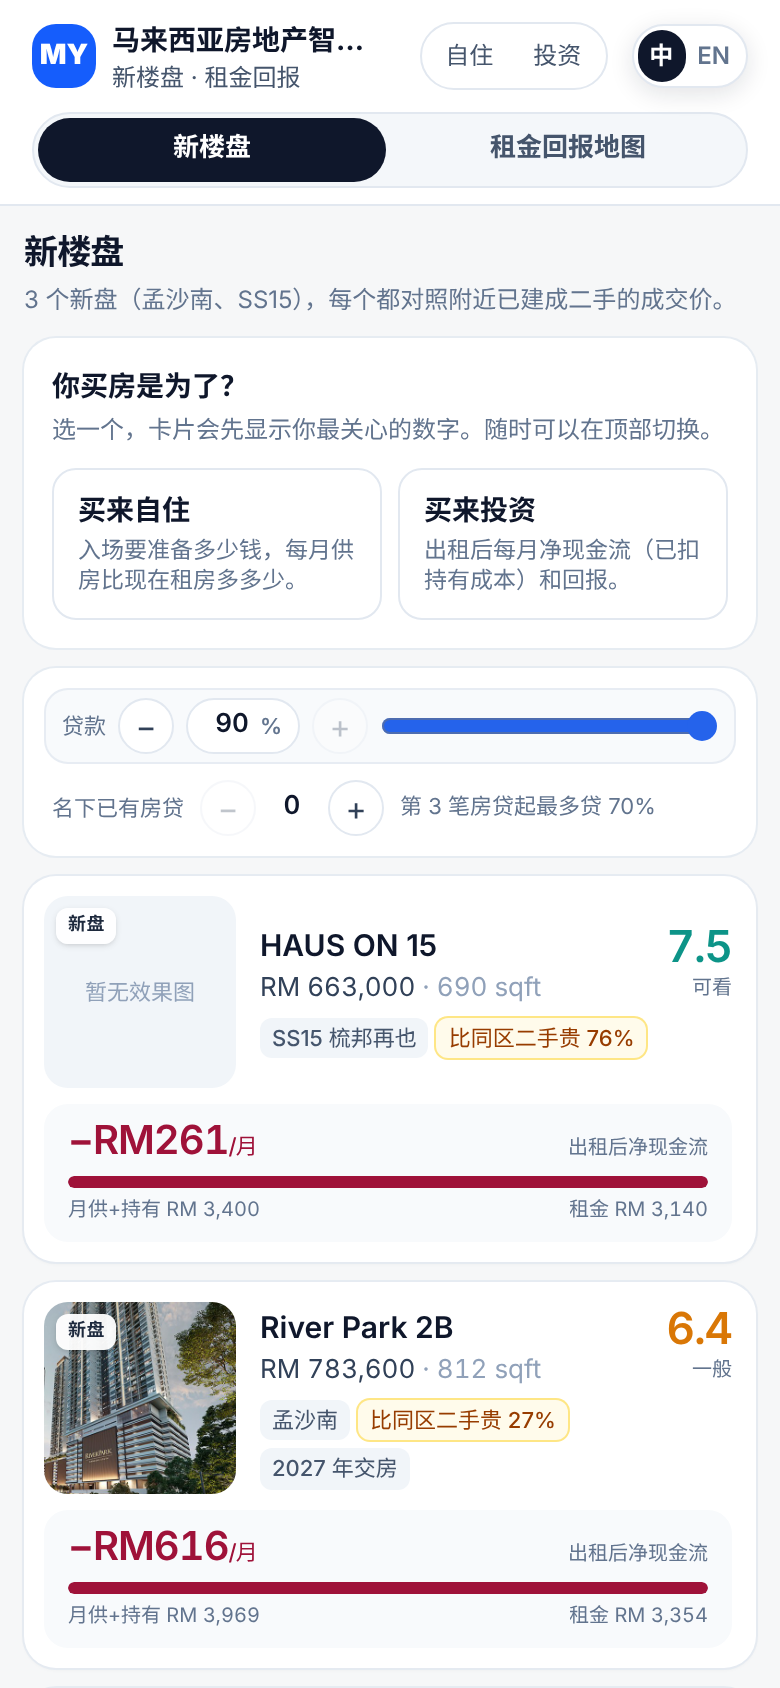 MY
马来西亚房地产智...
新楼盘 · 租金回报
自住 投资
中 EN
新楼盘 租金回报地图
新楼盘
3 个新盘（孟沙南、SS15），每个都对照附近已建成二手的成交价。
你买房是为了？
选一个，卡片会先显示你最关心的数字。随时可以在顶部切换。
买来自住
入场要准备多少钱，每月供
房比现在租房多多少。
买来投资
出租后每月净现金流（已扣
持有成本）和回报。
贷款 − 90 % +
名下已有房贷 − 0 + 第 3 笔房贷起最多贷 70%
新盘
暂无效果图
HAUS ON 15
RM 663,000 · 690 sqft
SS15 梳邦再也 比同区二手贵 76%
7.5
可看
−RM261/月 出租后净现金流
月供+持有 RM 3,400 租金 RM 3,140
新盘
RIVER PARK
River Park 2B
RM 783,600 · 812 sqft
孟沙南 比同区二手贵 27%
2027 年交房
6.4
一般
−RM616/月 出租后净现金流
月供+持有 RM 3,969 租金 RM 3,354